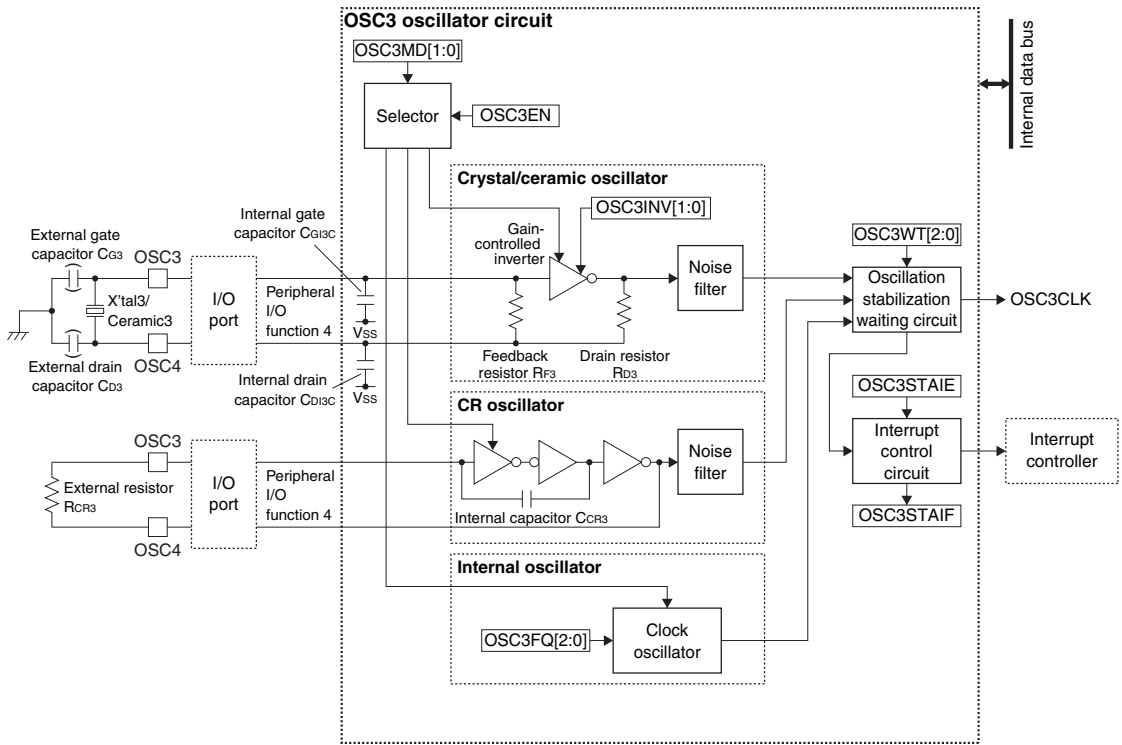 OSC3 oscillator circuit
OSC3MD[1:0]
Selector
OSC3EN
Internal data bus
Crystal/ceramic oscillator
OSC3INV[1:0]
Gain-
controlled
inverter
Internal gate
capacitor CGI3C
External gate
capacitor CG3
OSC3
X'tal3/
Ceramic3
I/O
port
Peripheral
I/O
function 4
VSS
Noise
filter
OSC3WT[2:0]
Oscillation
stabilization
waiting circuit
OSC3CLK
External drain
capacitor CD3
OSC4
Internal drain
capacitor CDI3C
VSS
Feedback
resistor RF3
Drain resistor
RD3
OSC3STAIE
Interrupt
control
circuit
Interrupt
controller
OSC3STAIF
CR oscillator
OSC3
External resistor
RCR3
OSC4
I/O
port
Peripheral
I/O
function 4
Internal capacitor CCR3
Noise
filter
Internal oscillator
OSC3FQ[2:0]
Clock
oscillator